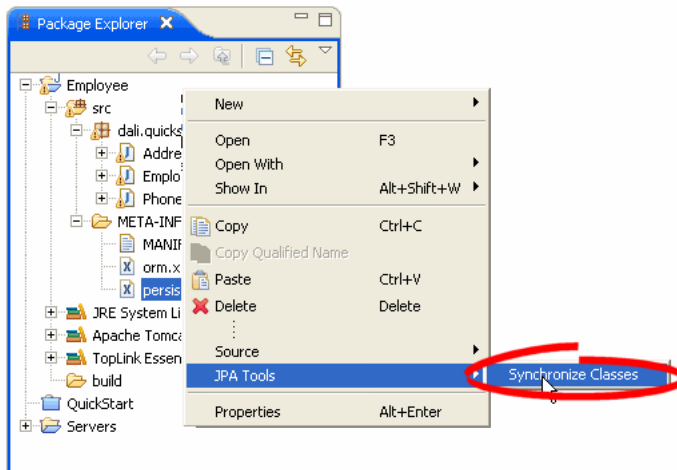 Package Explorer
Employee
src
dali.quicks
Addre
Emplo
Phone
META-INF
MANIF
orm.x
persis
JRE System Li
Apache Tomca
TopLink Essen
build
QuickStart
Servers
New
Open F3
Open With
Show In Alt+Shift+W
Copy Ctrl+C
Copy Qualified Name
Paste Ctrl+V
Delete Delete
Source
JPA Tools
Properties Alt+Enter
Synchronize Classes